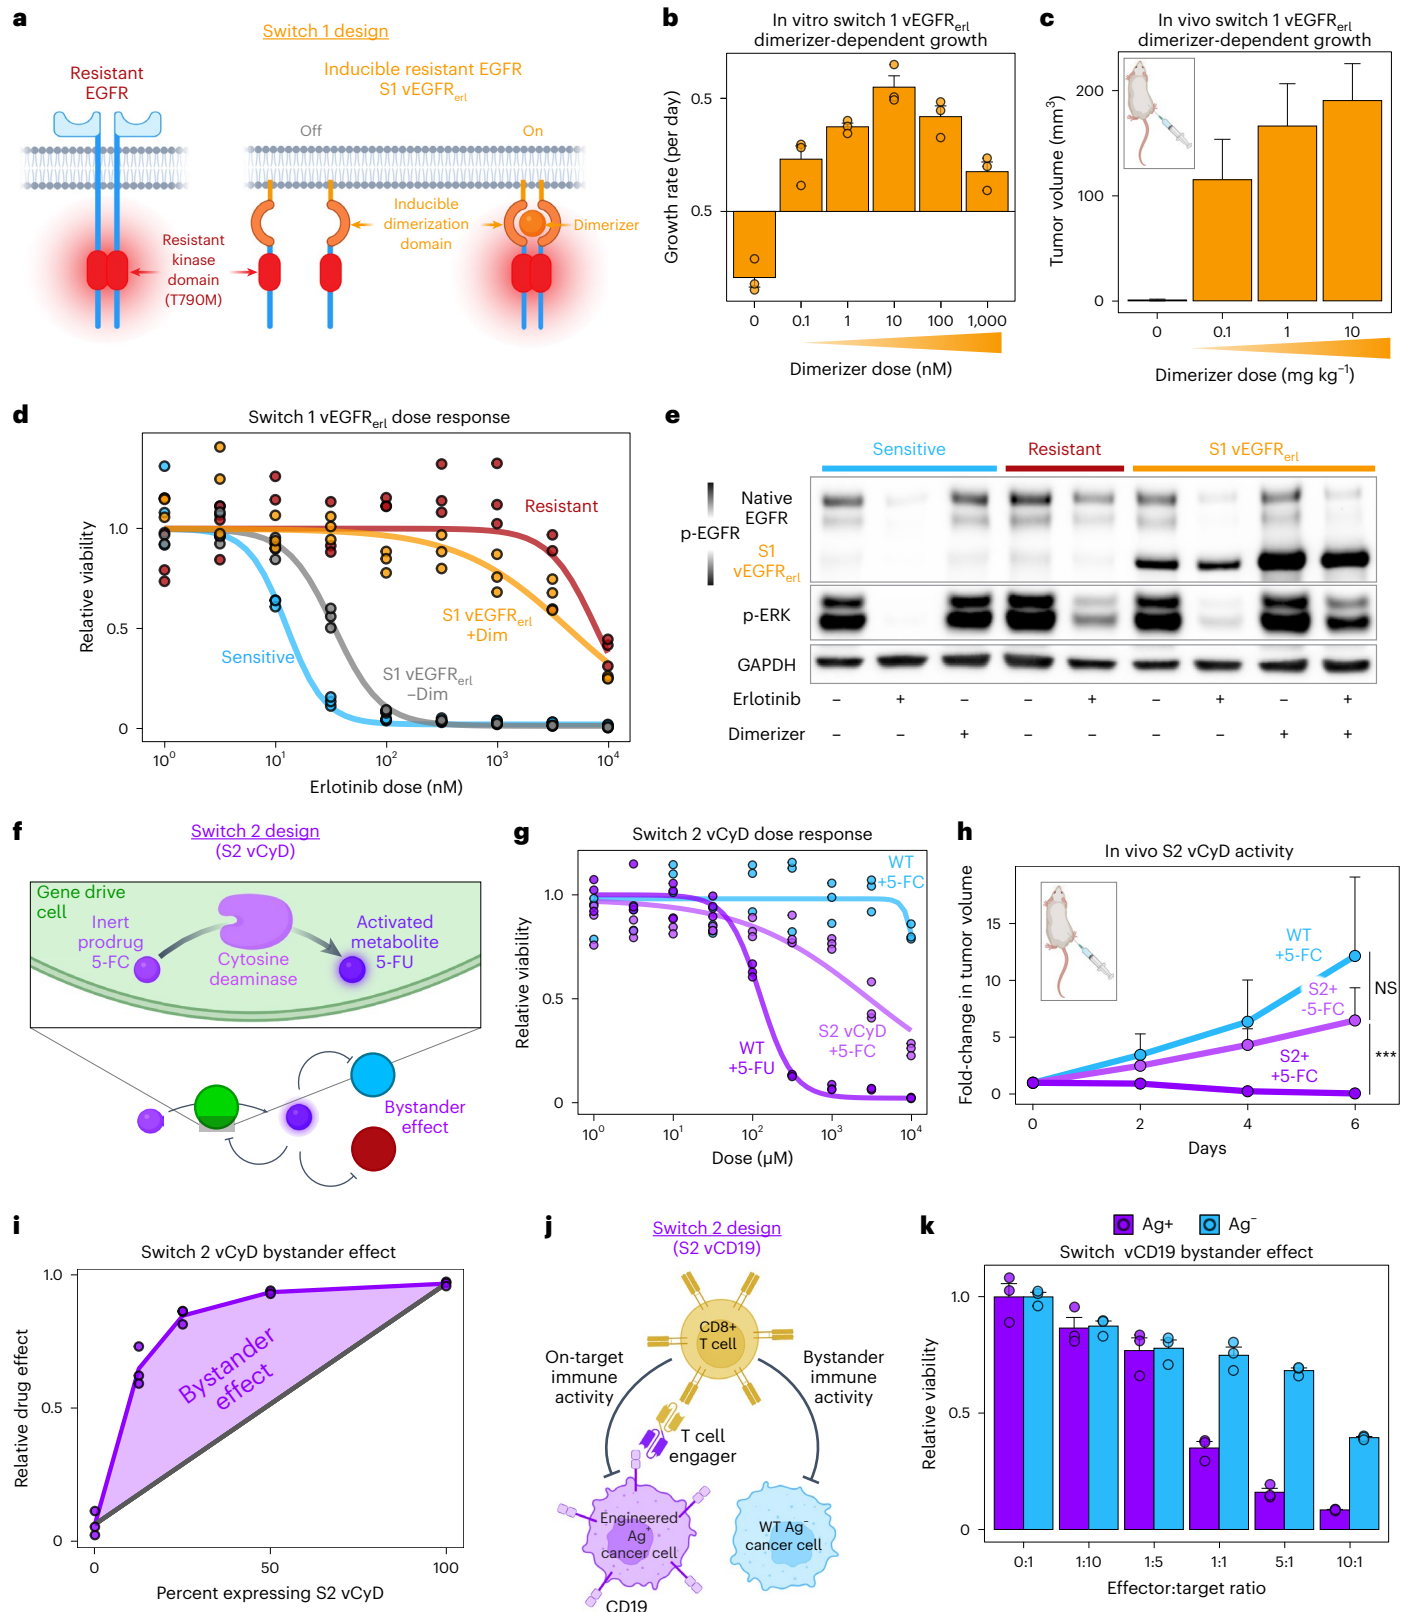 a
Switch 1 design
Resistant
EGFR
Inducible resistant EGFR
S1 vEGFRerl
Off
On
Inducible
dimerization
domain
Dimerizer
Resistant
kinase
domain
(T790M)
b
In vitro switch 1 vEGFRerl
dimerizer-dependent growth
Growth rate (per day)
0.5
0.5
0
0.1
1
10
100
1,000
Dimerizer dose (nM)
c
In vivo switch 1 vEGFRerl
dimerizer-dependent growth
Tumor volume (mm³)
200
100
0
0
0.1
1
10
Dimerizer dose (mg kg⁻¹)
d
Switch 1 vEGFRerl dose response
Relative viability
1.0
0.5
0
Resistant
S1 vEGFRerl
+Dim
Sensitive
S1 vEGFRerl
–Dim
10⁰
10¹
10²
10³
10⁴
Erlotinib dose (nM)
e
Sensitive
Resistant
S1 vEGFRerl
p-EGFR
Native
EGFR
S1
vEGFRerl
p-ERK
GAPDH
Erlotinib – + – – + – + – +
Dimerizer – – + – – – – + +
f
Switch 2 design
(S2 vCyD)
Gene drive
cell
Inert
prodrug
5-FC
Cytosine
deaminase
Activated
metabolite
5-FU
Bystander
effect
g
Switch 2 vCyD dose response
Relative viability
1.0
0.5
0
WT
+5-FC
S2 vCyD
+5-FC
WT
+5-FU
10⁰
10¹
10²
10³
10⁴
Dose (µM)
h
In vivo S2 vCyD activity
Fold-change in tumor volume
15
10
5
0
WT
+5-FC
S2+
-5-FC
S2+
+5-FC
NS
***
0
2
4
6
Days
i
Switch 2 vCyD bystander effect
Relative drug effect
1.0
0.5
0
Bystander
effect
0
50
100
Percent expressing S2 vCyD
j
Switch 2 design
(S2 vCD19)
CD8+
T cell
On-target
immune
activity
Bystander
immune
activity
T cell
engager
Engineered
Ag⁺
cancer cell
WT Ag⁻
cancer cell
CD19
k
Ag+
Ag⁻
Switch vCD19 bystander effect
Relative viability
1.0
0.5
0
0:1
1:10
1:5
1:1
5:1
10:1
Effector:target ratio